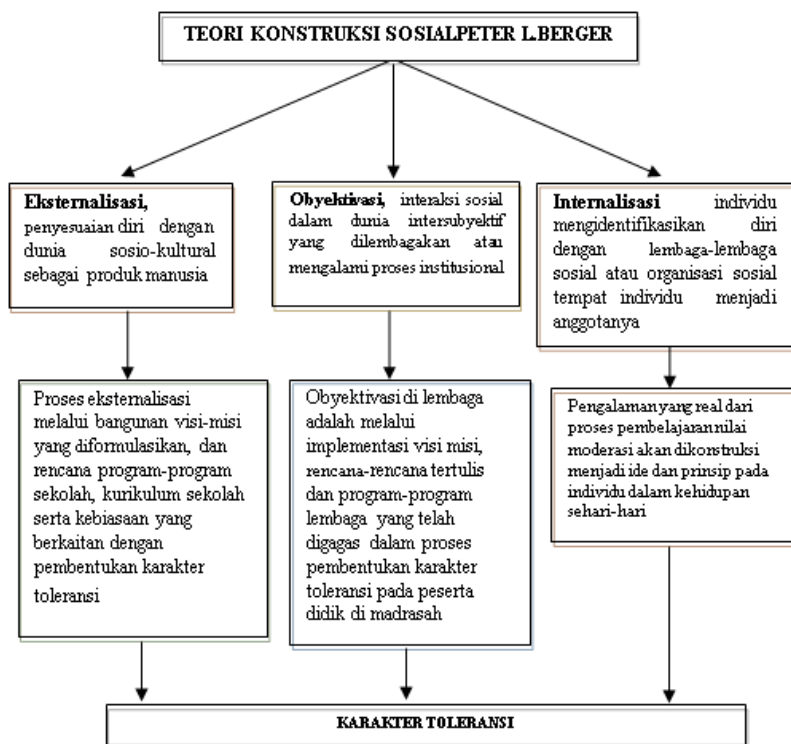 TEORI KONSTRUKSI SOSIALPETER L.BERGER
Eksternalisasi,
penyesuaian diri dengan
dunia sosio-kultural
sebagai produk manusia
Obyektivasi, interaksi sosial
dalam dunia intersubyektif
yang dilembagakan atau
mengalami proses institusional
Internalisasi individu
mengidentifikasikan diri
dengan lembaga-lembaga
sosial atau organisasi sosial
tempat individu menjadi
anggotanya
Proses eksternalisasi
melalui bangunan visi-misi
yang diformulasikan, dan
rencana program-program
sekolah, kurikulum sekolah
serta kebiasaan yang
berkaitan dengan
pembentukan karakter
toleransi
Obyektivasi di lembaga
adalah melalui
implementasi visi misi,
rencana-rencana tertulis
dan program-program
lembaga yang telah
digagas dalam proses
pembentukan karakter
toleransi pada peserta
didik di madrasah
Pengalaman yang real dari
proses pembelajaran nilai
moderasi akan dikonstruksi
menjadi ide dan prinsip pada
individu dalam kehidupan
sehari-hari
KARAKTER TOLERANSI